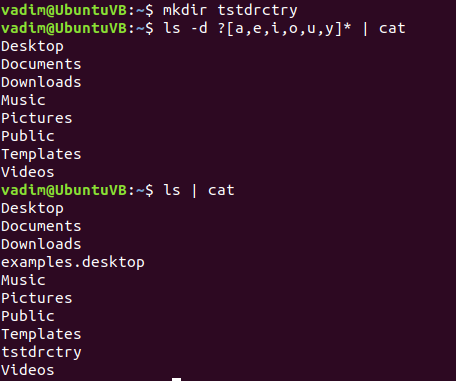 vadim@UbuntuVB:~$ mkdir tstdrctry
vadim@UbuntuVB:~$ ls -d ?[a,e,i,o,u,y]* | cat
Desktop
Documents
Downloads
Music
Pictures
Public
Templates
Videos
vadim@UbuntuVB:~$ ls | cat
Desktop
Documents
Downloads
examples.desktop
Music
Pictures
Public
Templates
tstdrctry
Videos